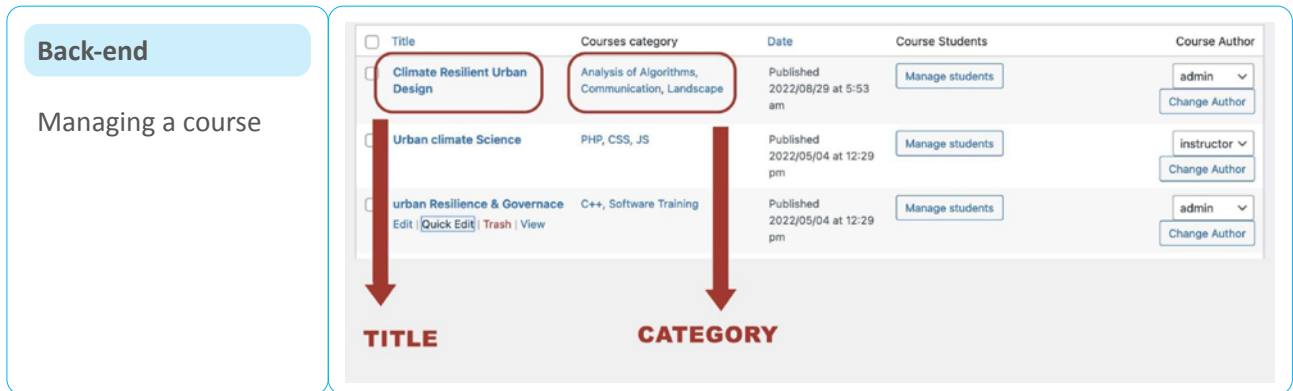 Back-end
Managing a course
Title Courses category Date Course Students Course Author
Climate Resilient Urban Analysis of Algorithms, Published Manage students admin
Design Communication, Landscape 2022/08/29 at 5:53 Change Author
am
Urban climate Science PHP, CSS, JS Published Manage students instructor
2022/05/04 at 12:29 Change Author
pm
urban Resilience & Governace C++, Software Training Published Manage students admin
Edit | Quick Edit | Trash | View 2022/05/04 at 12:29 Change Author
pm
TITLE CATEGORY